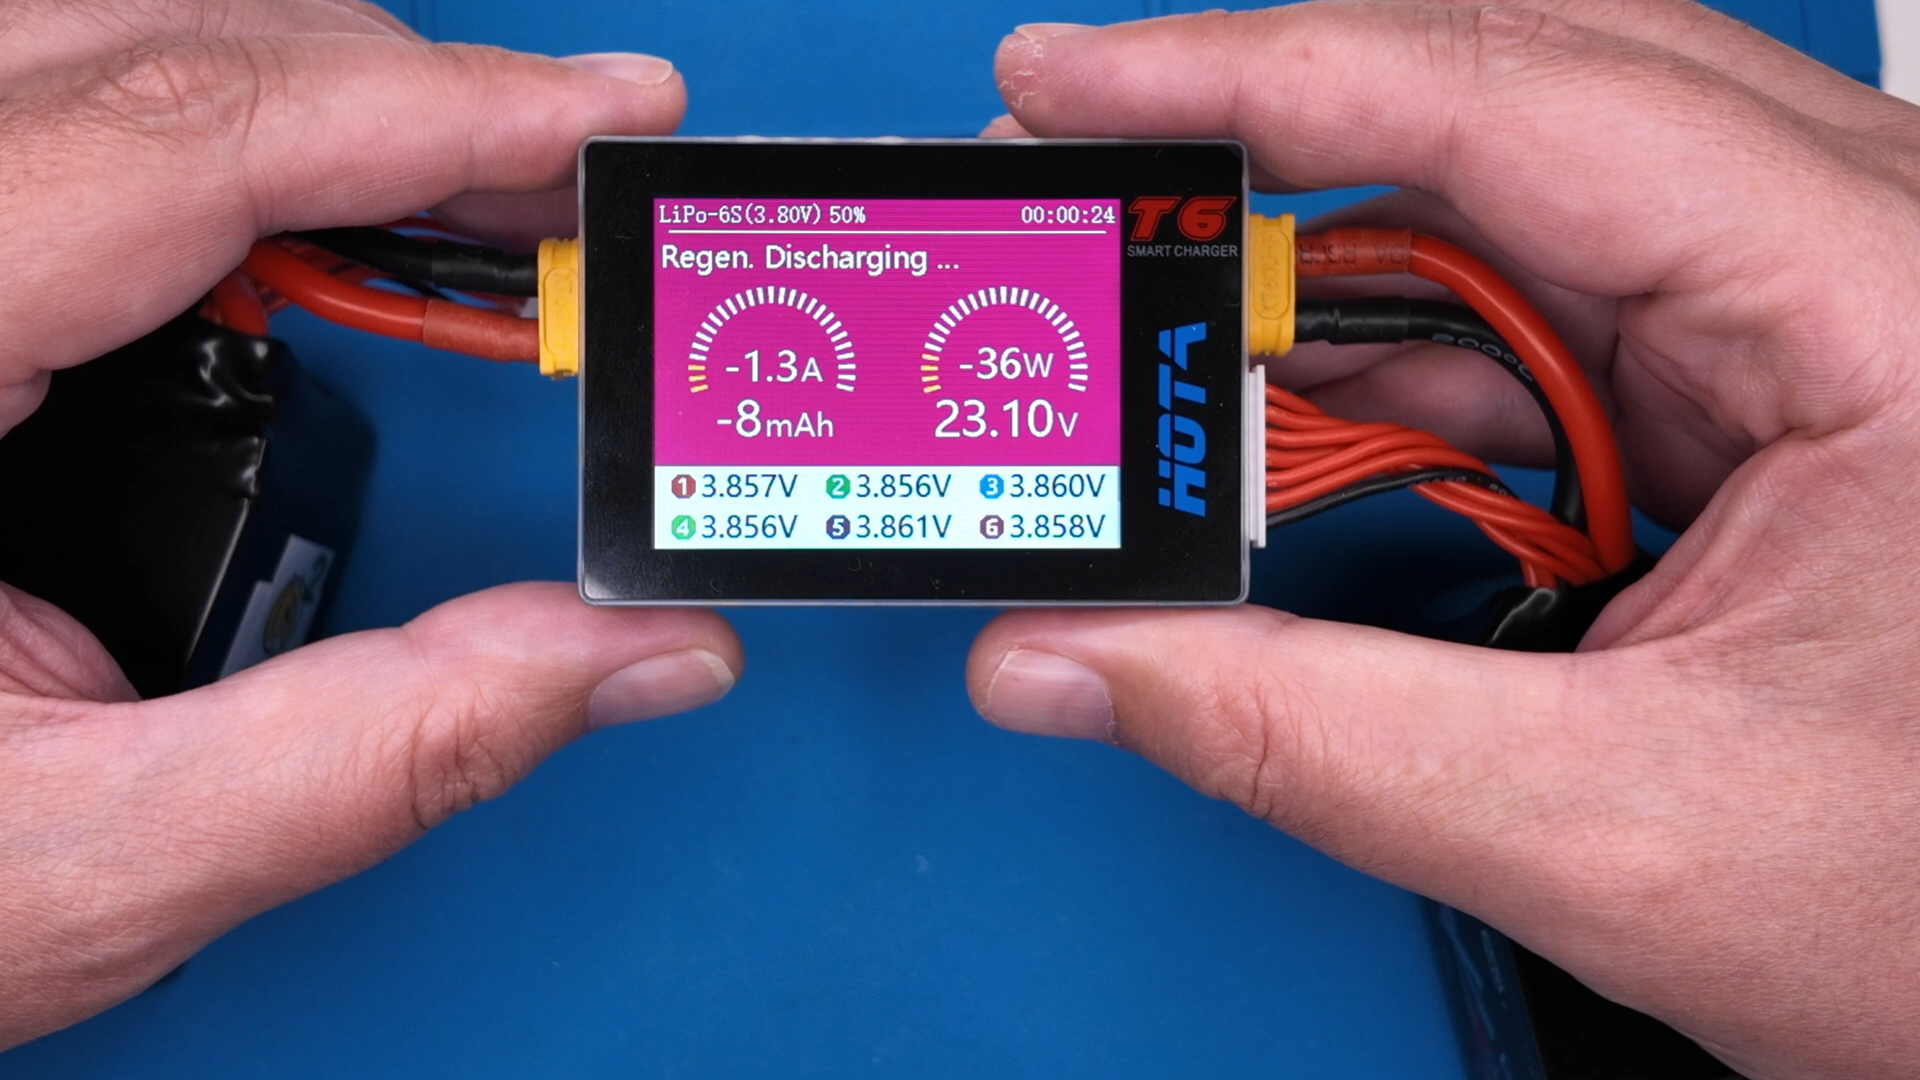 LiPo-6S(3.80V) 50% 00:00:24
Regen. Discharging ...
-1.3A -36W
-8mAh 23.10V
1 3.857V 2 3.856V 3 3.860V
4 3.856V 5 3.861V 6 3.858V
T6
SMART CHARGER
HOTA